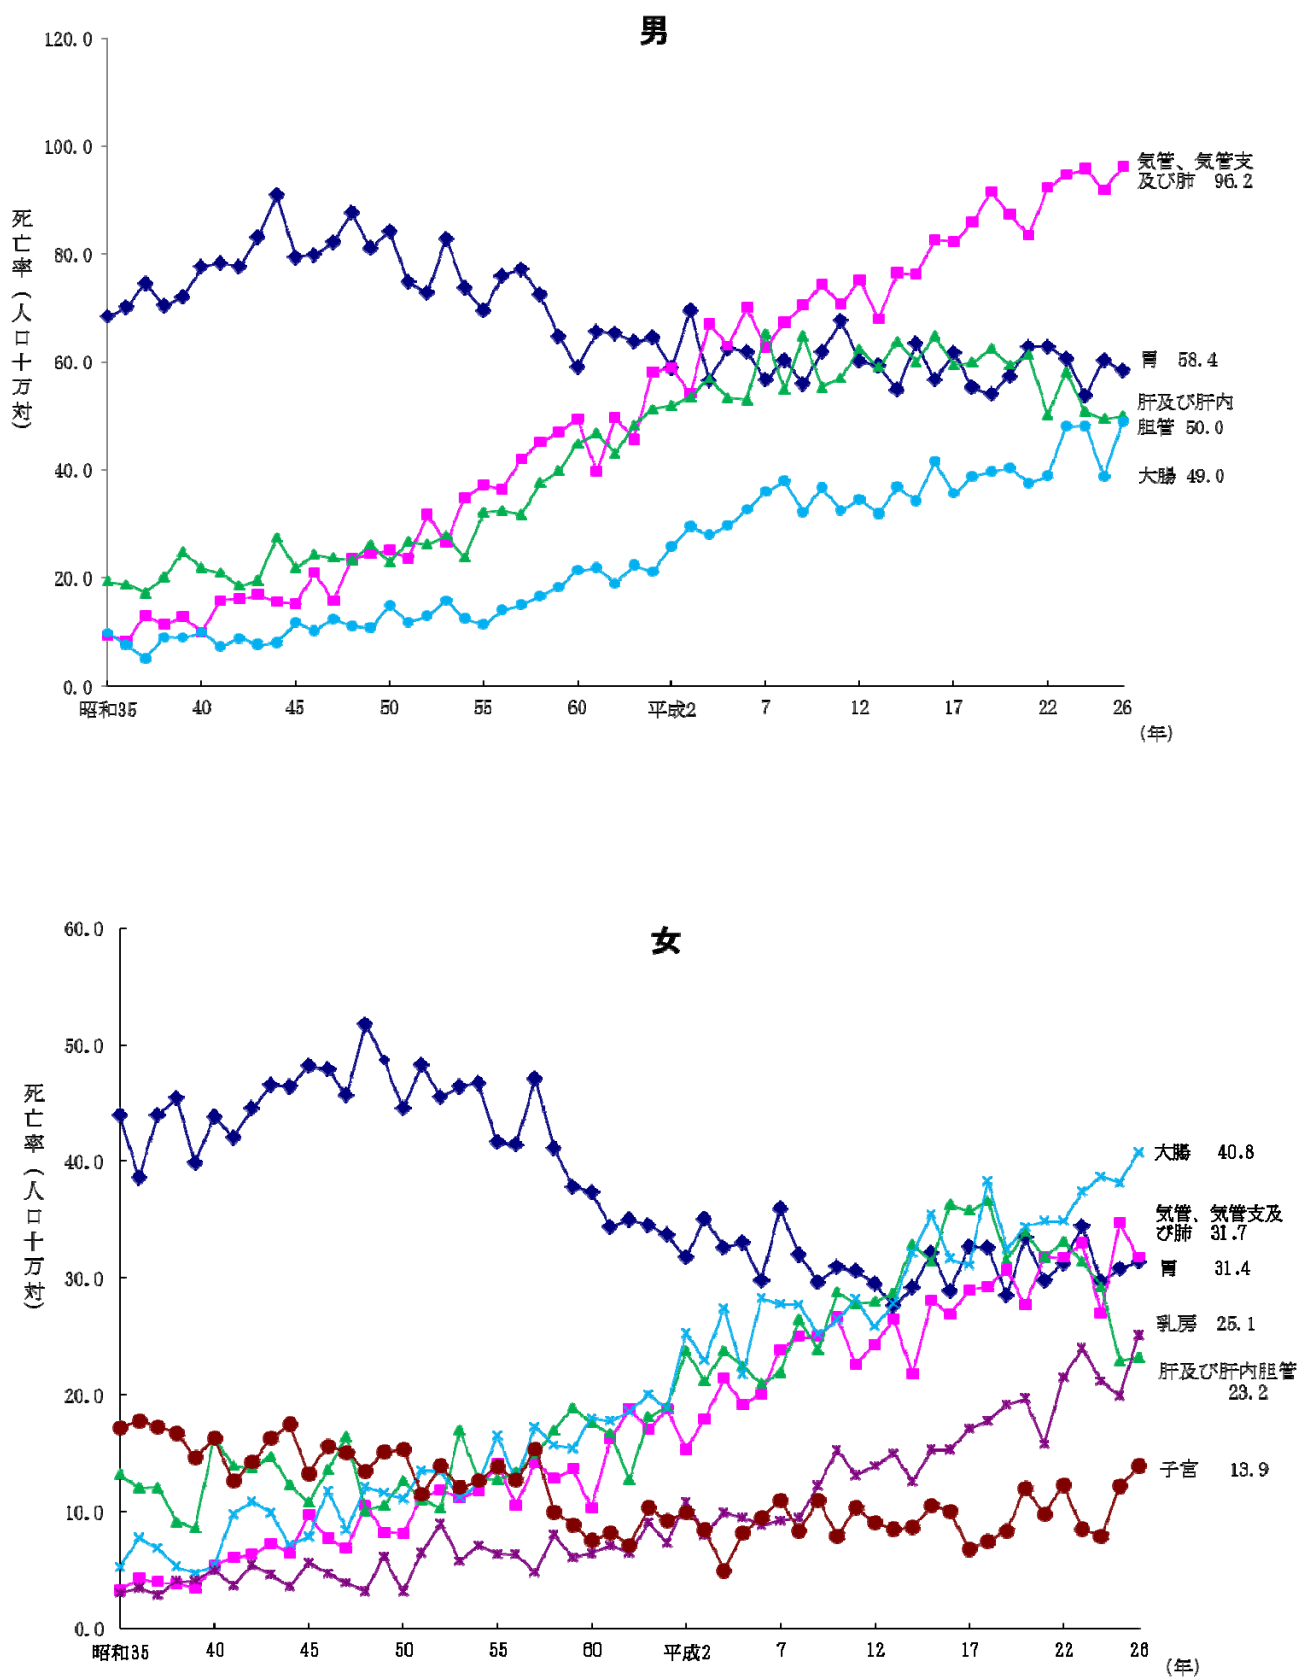 男
120.0
100.0
80.0
60.0
40.0
20.0
0.0
死亡率(人口十万対)
気管、気管支
及び肺 96.2
胃 58.4
肝及び肝内
胆管 50.0
大腸 49.0
昭和35 40 45 50 55 60 平成2 7 12 17 22 26
(年)
女
60.0
50.0
40.0
30.0
20.0
10.0
0.0
死亡率(人口十万対)
大腸 40.8
気管、気管支及
び肺 31.7
胃 31.4
乳房 25.1
肝及び肝内胆管
23.2
子宮 13.9
昭和35 40 45 50 55 60 平成2 7 12 17 22 26
(年)